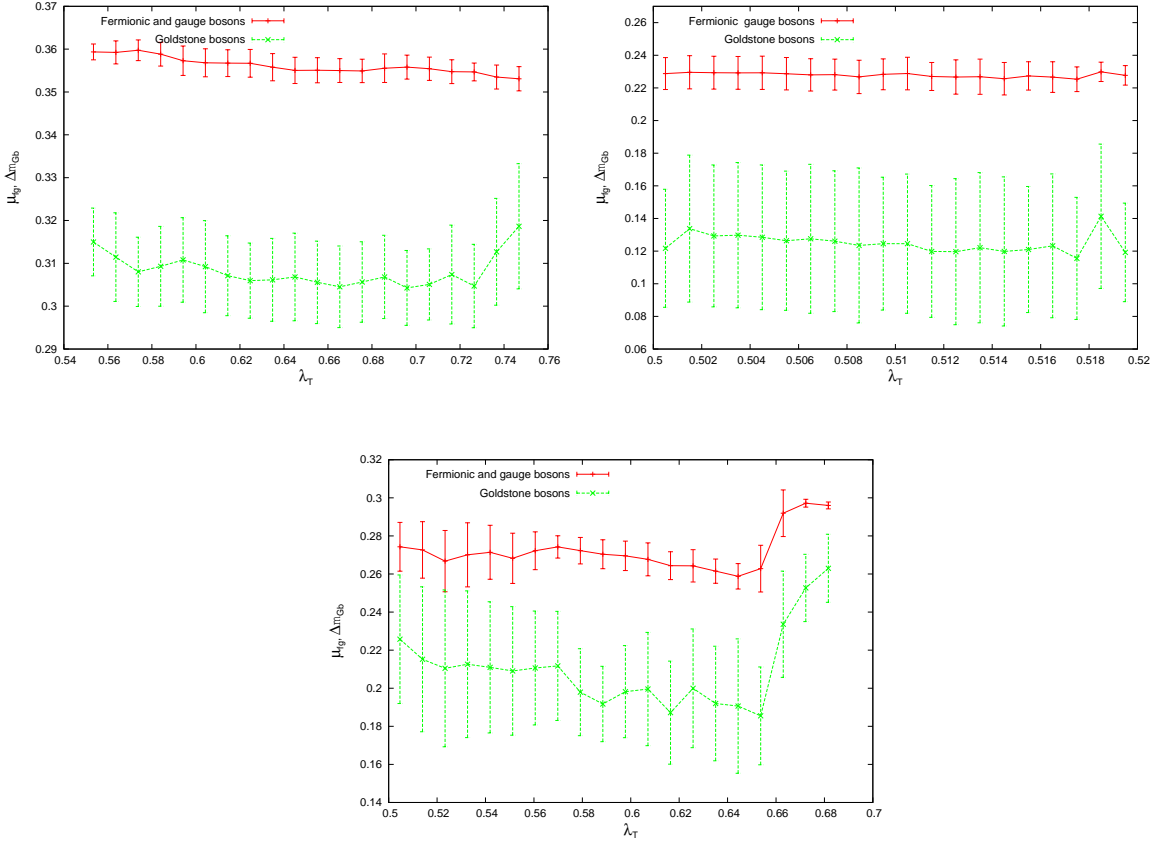 0.37
0.36
0.35
0.34
0.33
0.32
0.31
0.3
0.29
0.54 0.56 0.58 0.6 0.62 0.64 0.66 0.68 0.7 0.72 0.74 0.76
μfg, ΔmGb
λT
Fermionic and gauge bosons
Goldstone bosons
0.26
0.24
0.22
0.2
0.18
0.16
0.14
0.12
0.1
0.08
0.06
0.5 0.502 0.504 0.506 0.508 0.51 0.512 0.514 0.516 0.518 0.52
μfg, ΔmGb
λT
Fermionic gauge bosons
Goldstone bosons
0.32
0.3
0.28
0.26
0.24
0.22
0.2
0.18
0.16
0.14
0.5 0.52 0.54 0.56 0.58 0.6 0.62 0.64 0.66 0.68 0.7
μfg, ΔmGb
λT
Fermionic and gauge bosons
Goldstone bosons